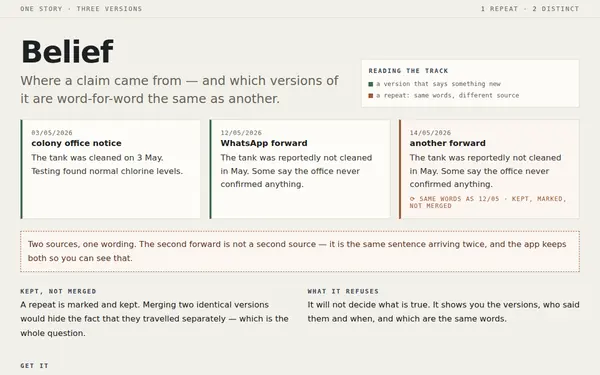 ONE STORY · THREE VERSIONS
1 REPEAT · 2 DISTINCT
Belief
Where a claim came from — and which versions of
it are word-for-word the same as another.
READING THE TRACK
a version that says something new
a repeat: same words, different source
03/05/2026
colony office notice
The tank was cleaned on 3 May.
Testing found normal chlorine levels.
12/05/2026
WhatsApp forward
The tank was reportedly not cleaned
in May. Some say the office never
confirmed anything.
14/05/2026
another forward
The tank was reportedly not cleaned
in May. Some say the office never
confirmed anything.
⟳ SAME WORDS AS 12/05 · KEPT, MARKED,
NOT MERGED
Two sources, one wording. The second forward is not a second source — it is the same sentence arriving twice, and the app keeps
both so you can see that.
KEPT, NOT MERGED
A repeat is marked and kept. Merging two identical versions
would hide the fact that they travelled separately — which is the
whole question.
WHAT IT REFUSES
It will not decide what is true. It shows you the versions, who said
them and when, and which are the same words.
GET IT